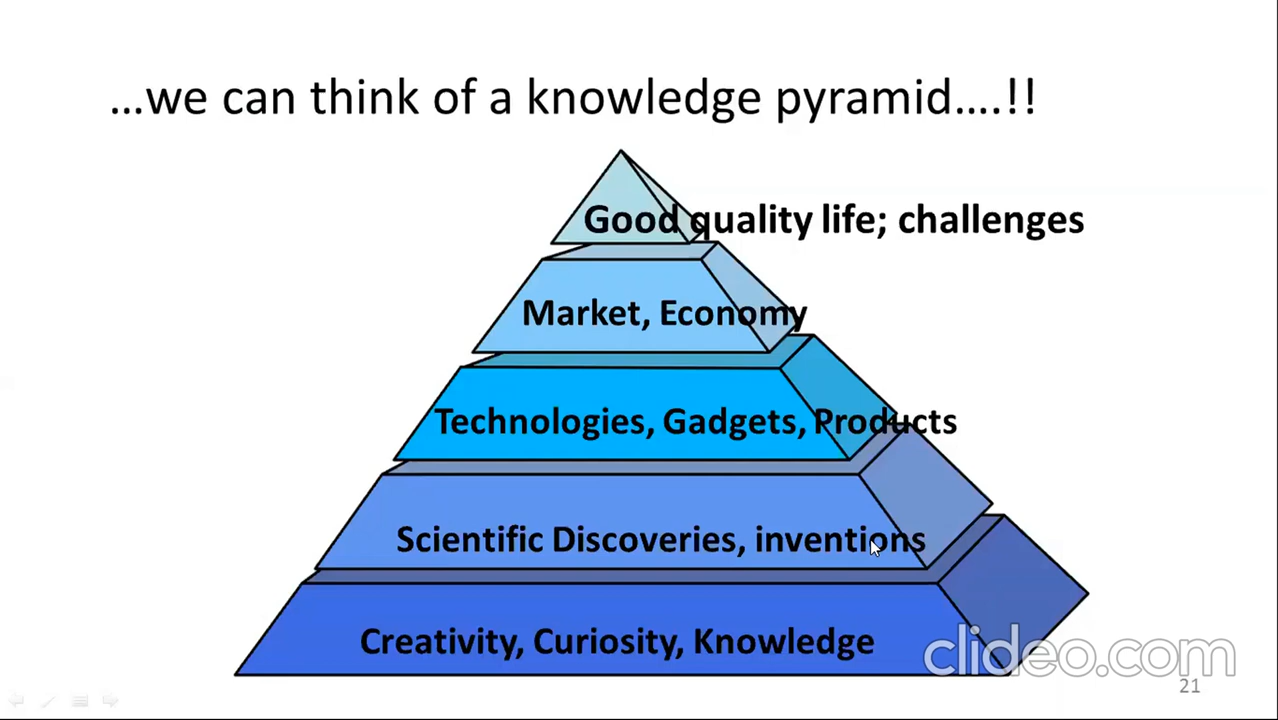 ...we can think of a knowledge pyramid....!!
Good quality life; challenges
Market, Economy
Technologies, Gadgets, Products
Scientific Discoveries, inventions
Creativity, Curiosity, Knowledge
clideo.com
21